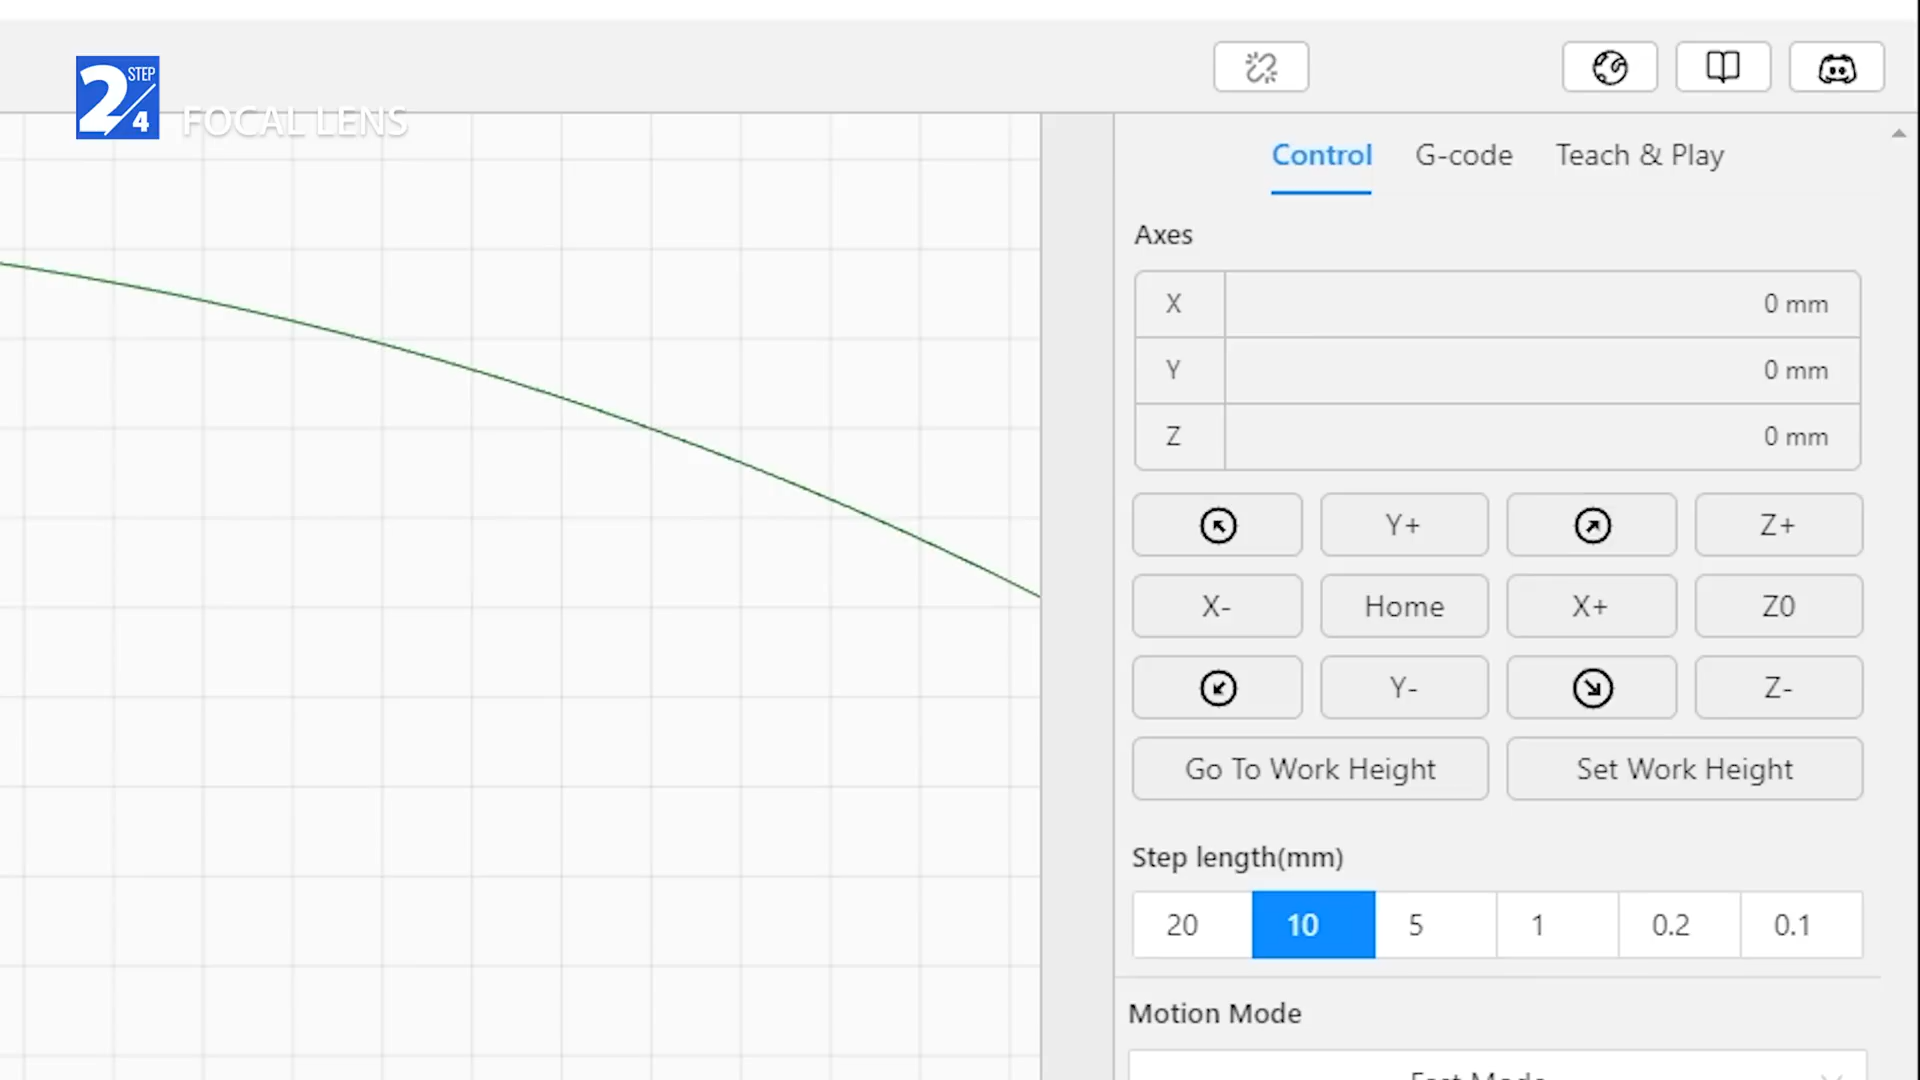 2 STEP
4
FOCAL LENS
Control G-code Teach & Play
Axes
X 0 mm
Y 0 mm
Z 0 mm
Y+ Z+
X- Home X+ Z0
Y- Z-
Go To Work Height Set Work Height
Step length(mm)
20 10 5 1 0.2 0.1
Motion Mode
Fast Mode